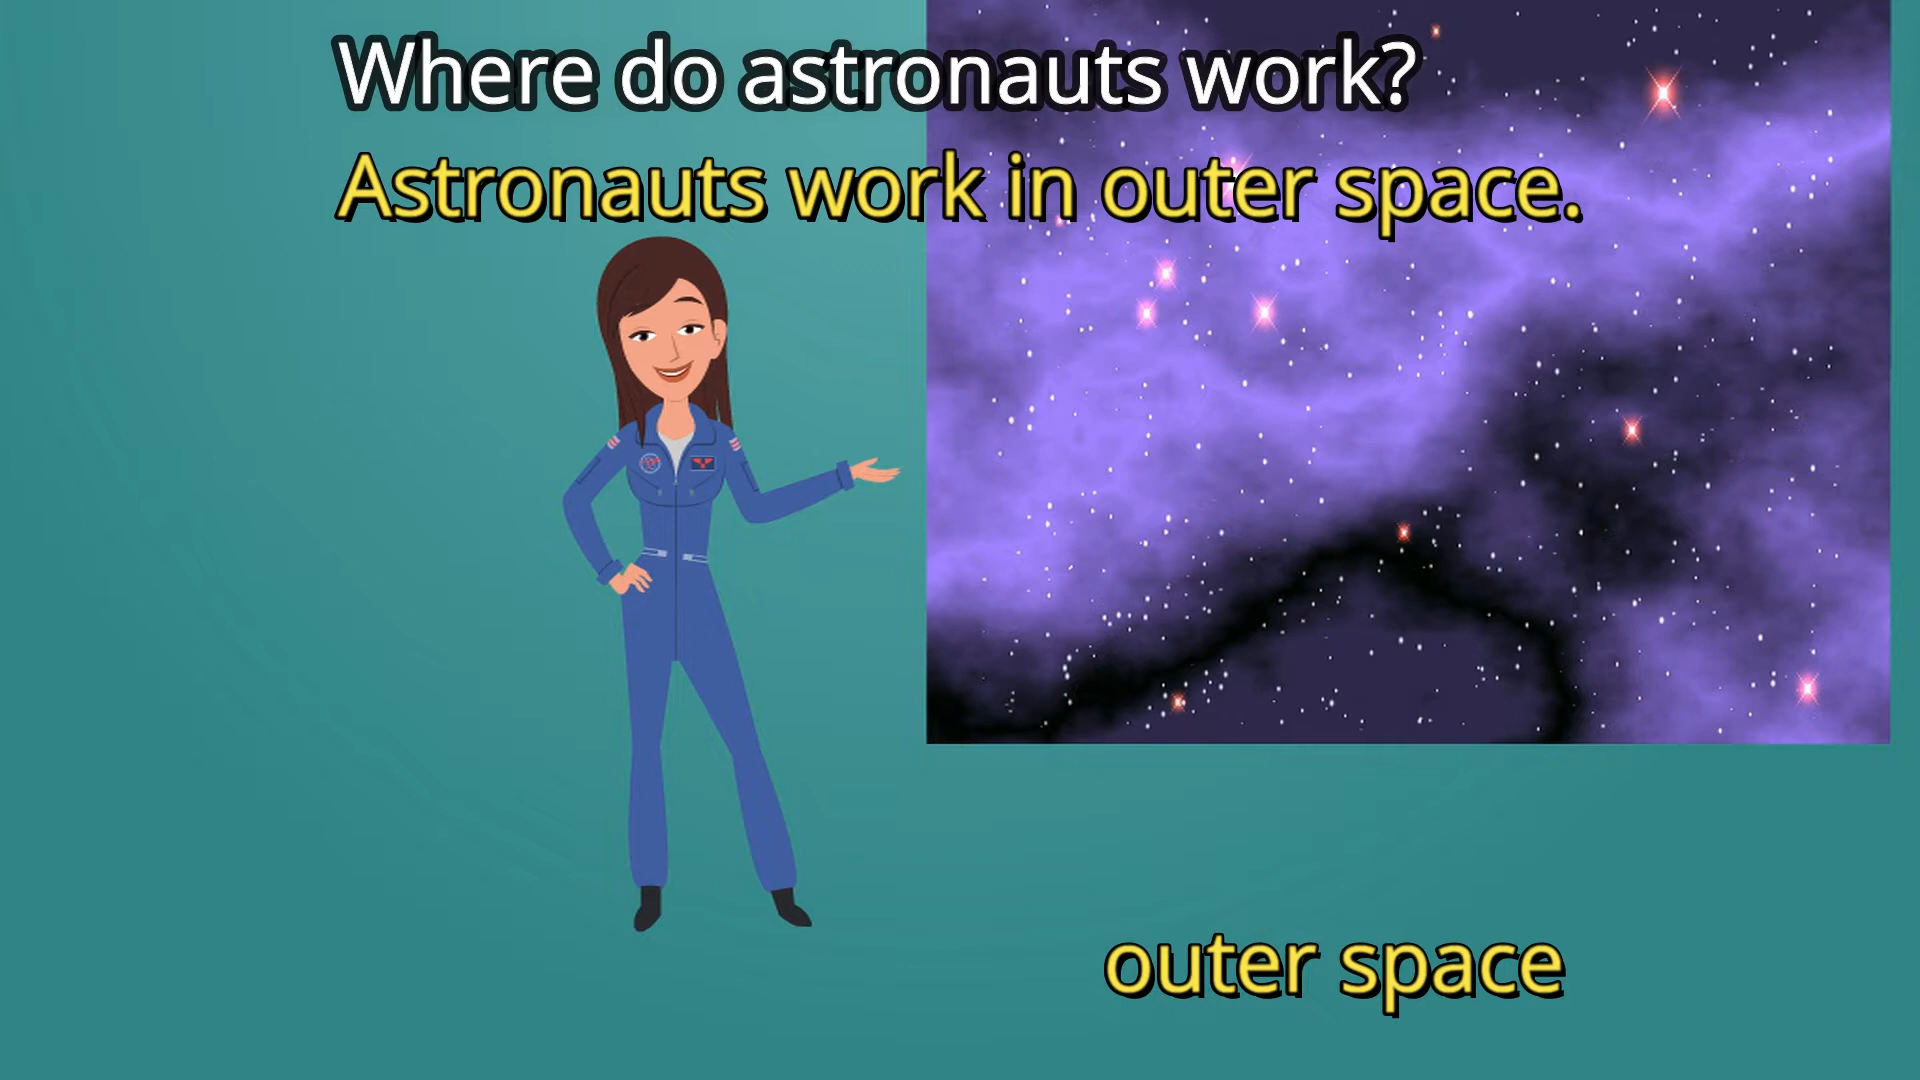 Where do astronauts work?
Astronauts work in outer space.
outer space